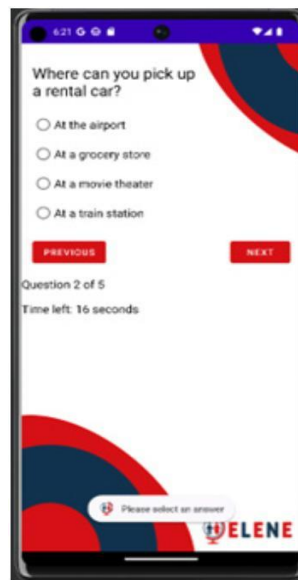 6:21
Where can you pick up
a rental car?
At the airport
At a grocery store
At a movie theater
At a train station
PREVIOUS NEXT
Question 2 of 5
Time left: 16 seconds
Please select an answer
ELENE